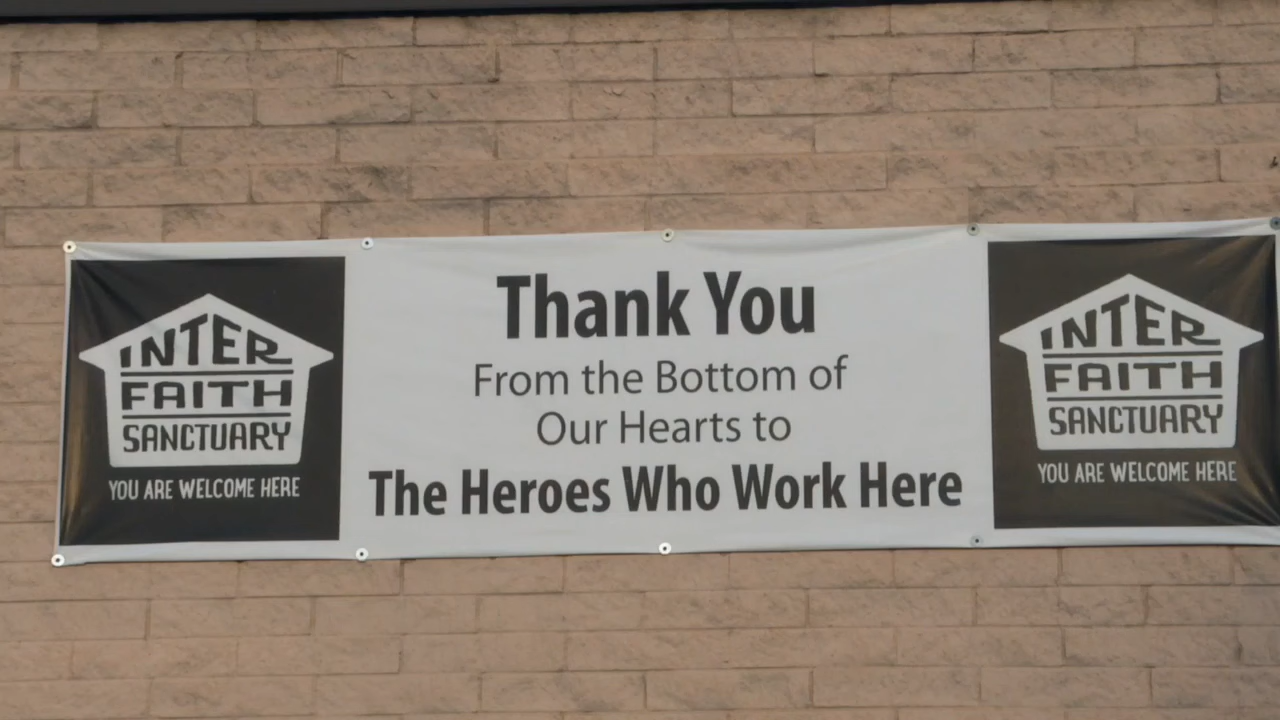 INTER
FAITH
SANCTUARY
YOU ARE WELCOME HERE
Thank You
From the Bottom of
Our Hearts to
The Heroes Who Work Here
INTER
FAITH
SANCTUARY
YOU ARE WELCOME HERE